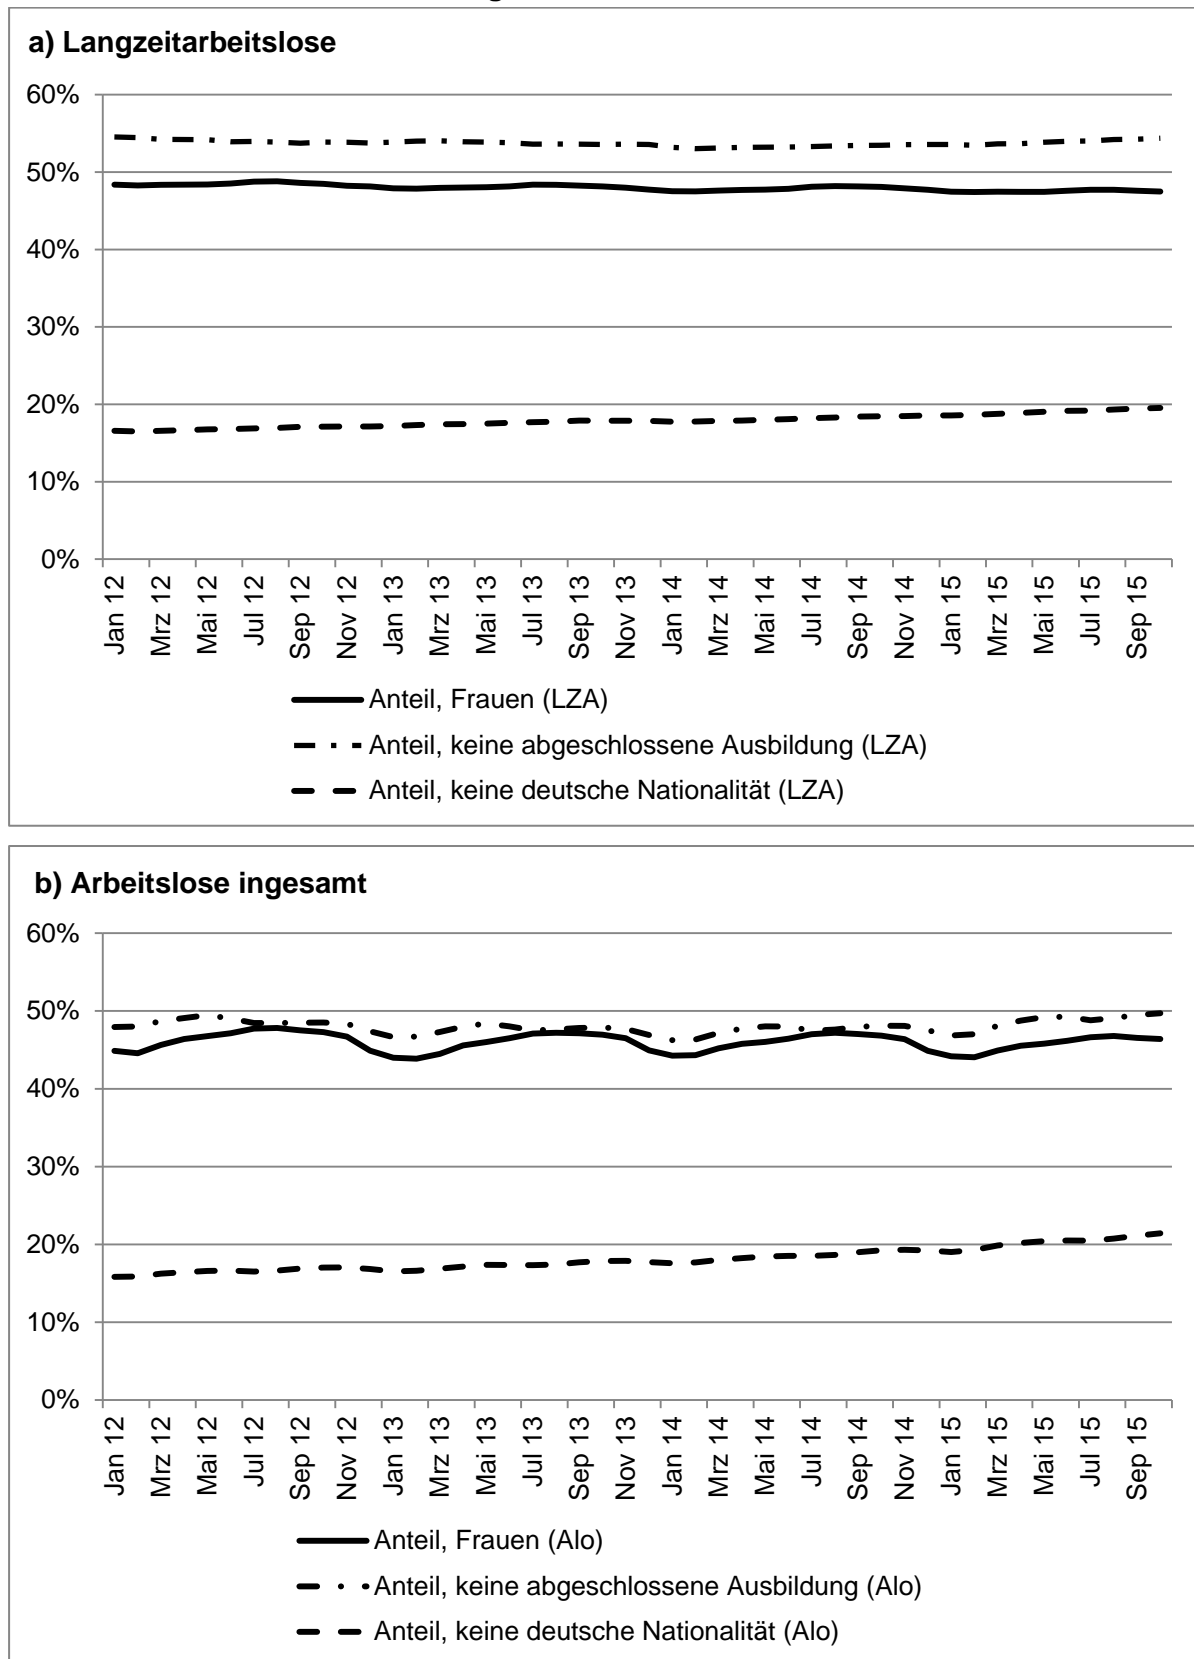 a) Langzeitarbeitslose
60%
50%
40%
30%
20%
10%
0%
Jan 12
Mrz 12
Mai 12
Jul 12
Sep 12
Nov 12
Jan 13
Mrz 13
Mai 13
Jul 13
Sep 13
Nov 13
Jan 14
Mrz 14
Mai 14
Jul 14
Sep 14
Nov 14
Jan 15
Mrz 15
Mai 15
Jul 15
Sep 15
Anteil, Frauen (LZA)
Anteil, keine abgeschlossene Ausbildung (LZA)
Anteil, keine deutsche Nationalität (LZA)
b) Arbeitslose ingesamt
60%
50%
40%
30%
20%
10%
0%
Jan 12
Mrz 12
Mai 12
Jul 12
Sep 12
Nov 12
Jan 13
Mrz 13
Mai 13
Jul 13
Sep 13
Nov 13
Jan 14
Mrz 14
Mai 14
Jul 14
Sep 14
Nov 14
Jan 15
Mrz 15
Mai 15
Jul 15
Sep 15
Anteil, Frauen (Alo)
Anteil, keine abgeschlossene Ausbildung (Alo)
Anteil, keine deutsche Nationalität (Alo)